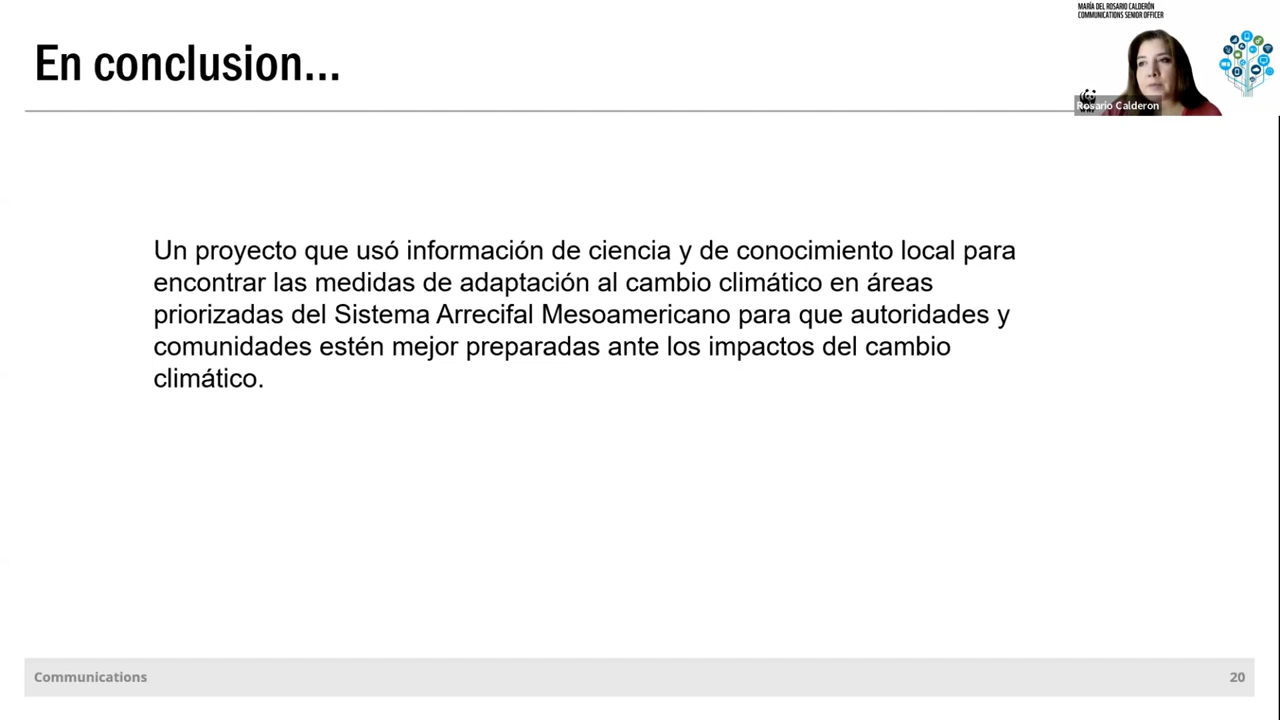 MARÍA DEL ROSARIO CALDERÓN
COMMUNICATIONS SENIOR OFFICER
En conclusion...
Rosario Calderon
Un proyecto que usó información de ciencia y de conocimiento local para
encontrar las medidas de adaptación al cambio climático en áreas
priorizadas del Sistema Arrecifal Mesoamericano para que autoridades y
comunidades estén mejor preparadas ante los impactos del cambio
climático.
Communications
20